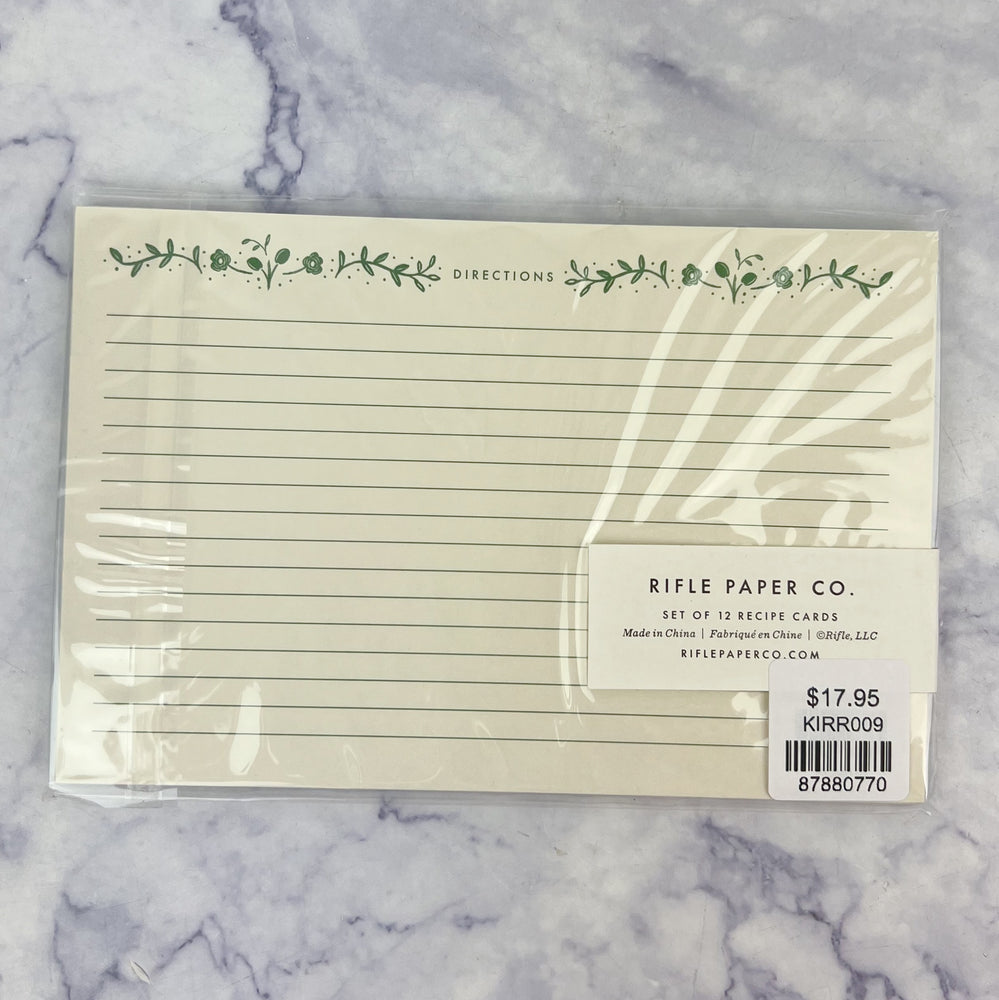 DIRECTIONS
RIFLE PAPER CO.
SET OF 12 RECIPE CARDS
Made in China | Fabriqué en Chine | ©Rifle, LLC
RIFLEPAPERCO.COM
$17.95
KIRR009
87880770